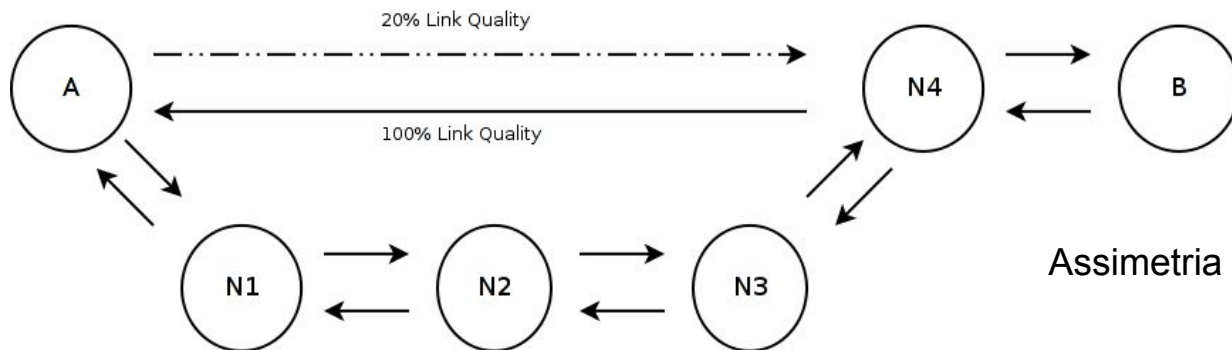 20% Link Quality
A
N4
B
100% Link Quality
N1
N2
N3
Assimetria